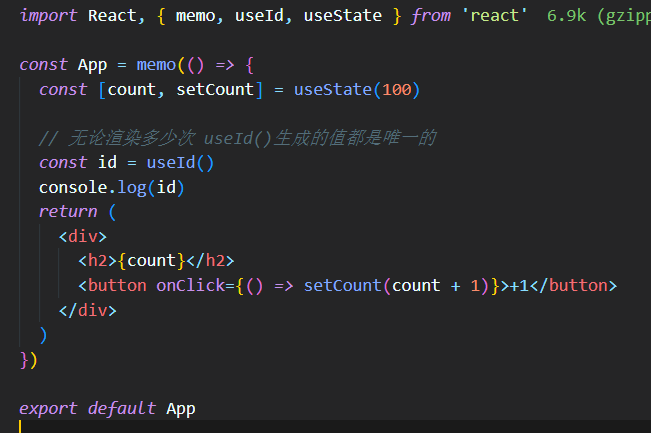 import React, { memo, useId, useState } from 'react' 6.9k (gzipp
const App = memo(() => {
const [count, setCount] = useState(100)
// 无论渲染多少次 useId()生成的值都是唯一的
const id = useId()
console.log(id)
return (
<div>
<h2>{count}</h2>
<button onClick={() => setCount(count + 1)}>+1</button>
</div>
)
})
export default App